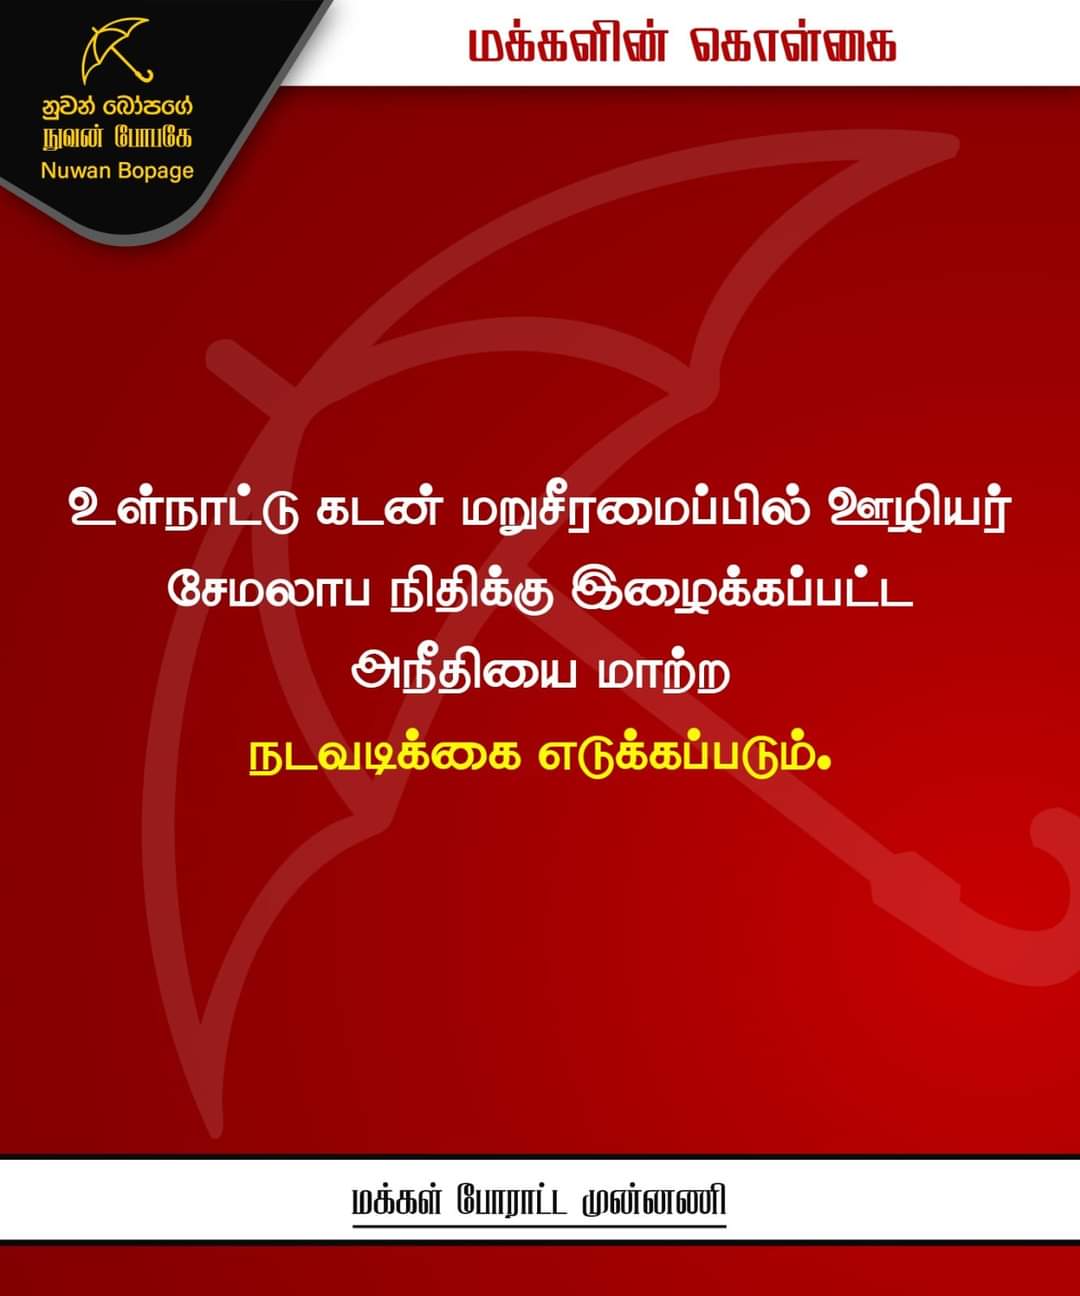 நுවන් බෝපගේ
நுவன் போபகே
Nuwan Bopage
மக்களின் கொள்கை
உள்நாட்டு கடன் மறுசீரமைப்பில் ஊழியர்
சேமலாப நிதிக்கு இழைக்கப்பட்ட
அநீதியை மாற்ற
நடவடிக்கை எடுக்கப்படும்.
மக்கள் போராட்ட முன்னணி